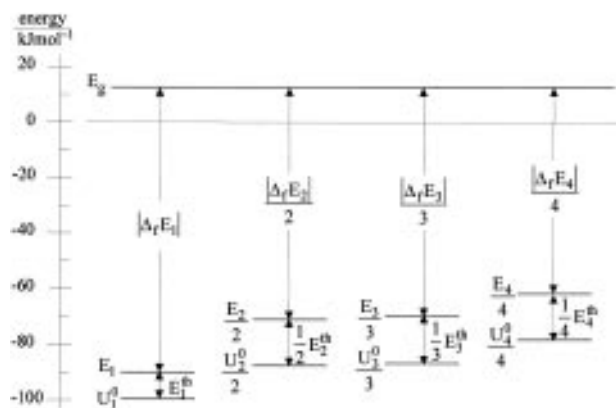 energy
kJmol⁻¹
20
0
-20
-40
-60
-80
-100
E_g
|Δ_fE_1|
|Δ_fE_2|
2
|Δ_fE_3|
3
|Δ_fE_4|
4
E_1
U_1^0
E_1^th
E_2
2
U_2^0
2
1/2 E_2^th
E_3
3
U_3^0
3
1/3 E_3^th
E_4
4
U_4^0
4
1/4 E_4^th